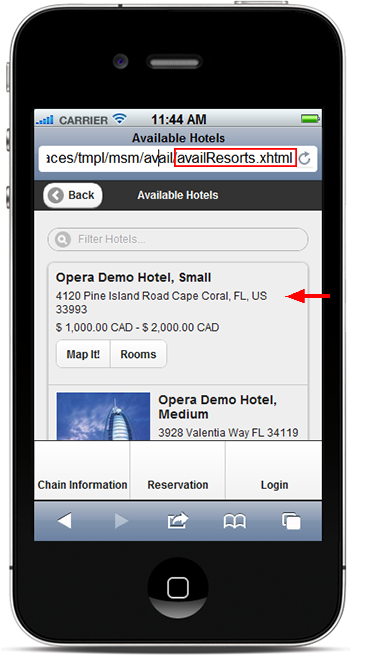 CARRIER 11:44 AM
Available Hotels
aces/tmpl/msm/avail/availResorts.xhtml
Back Available Hotels
Filter Hotels...
Opera Demo Hotel, Small
4120 Pine Island Road Cape Coral, FL, US
33993
$ 1,000.00 CAD - $ 2,000.00 CAD
Map It! Rooms
Opera Demo Hotel,
Medium
3928 Valentia Way FL 34119
Chain Information Reservation Login